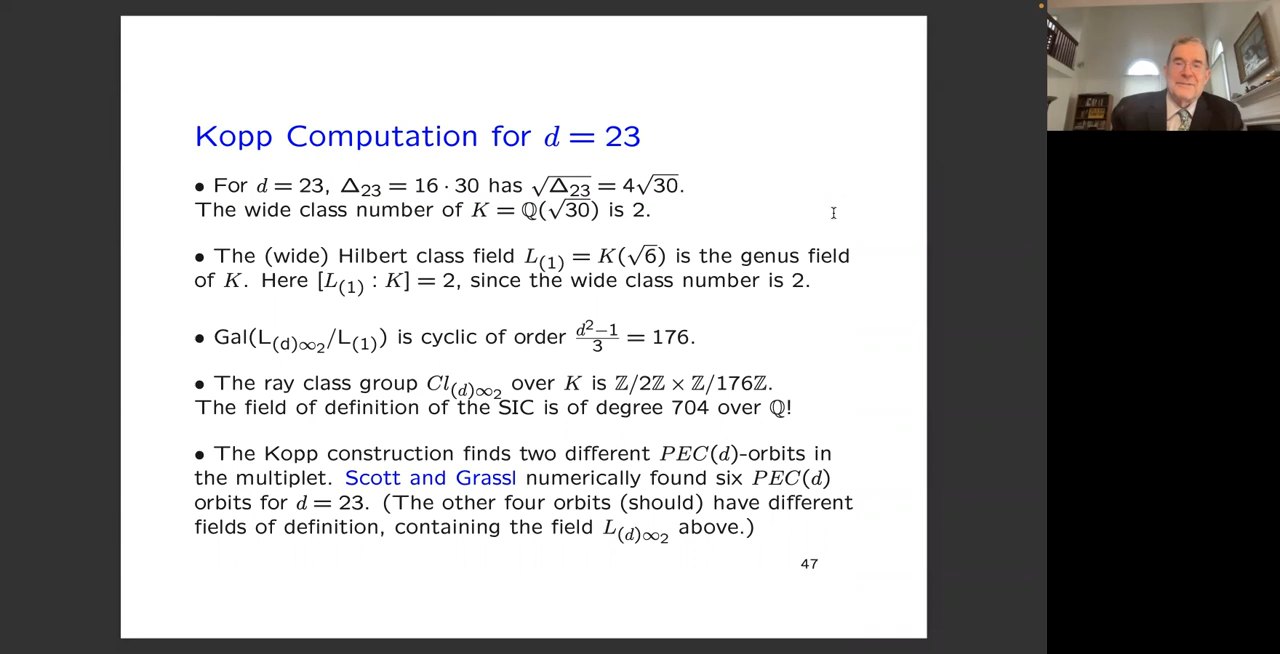 Kopp Computation for d = 23
• For d = 23, Δ₂₃ = 16 · 30 has √Δ₂₃ = 4√30.
The wide class number of K = ℚ(√30) is 2.
• The (wide) Hilbert class field L₍₁₎ = K(√6) is the genus field
of K. Here [L₍₁₎ : K] = 2, since the wide class number is 2.
• Gal(L_{(d)∞₂}/L₍₁₎) is cyclic of order (d²−1)/3 = 176.
• The ray class group Cl_{(d)∞₂} over K is ℤ/2ℤ × ℤ/176ℤ.
The field of definition of the SIC is of degree 704 over ℚ!
• The Kopp construction finds two different PEC(d)-orbits in
the multiplet. Scott and Grassl numerically found six PEC(d)
orbits for d = 23. (The other four orbits (should) have different
fields of definition, containing the field L_{(d)∞₂} above.)
47